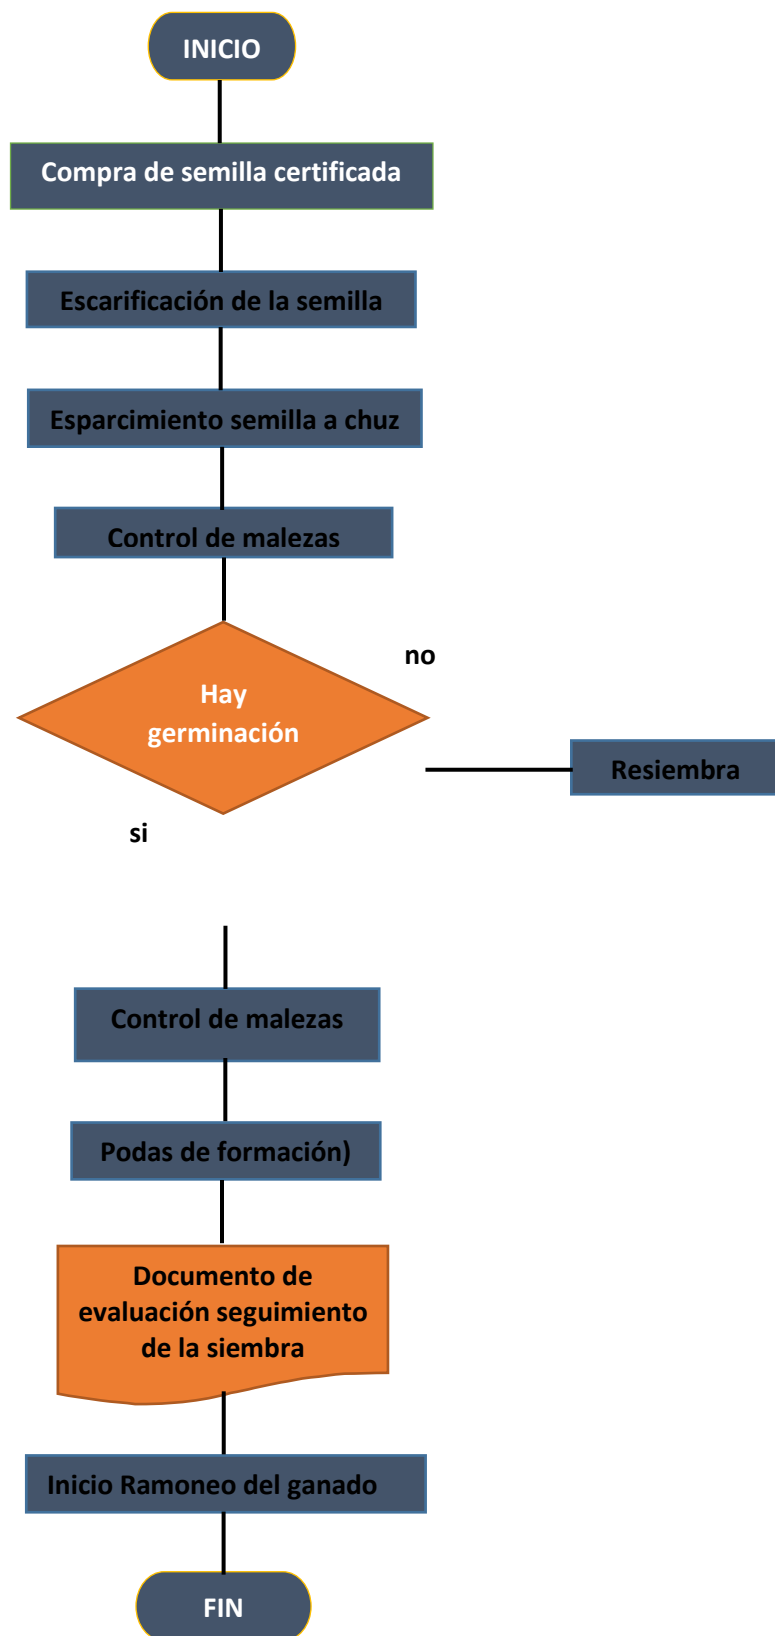 INICIO
Compra de semilla certificada
Escarificación de la semilla
Esparcimiento semilla a chuz
Control de malezas
no
Hay
germinación
Resiembra
si
Control de malezas
Podas de formación)
Documento de
evaluación seguimiento
de la siembra
Inicio Ramoneo del ganado
FIN